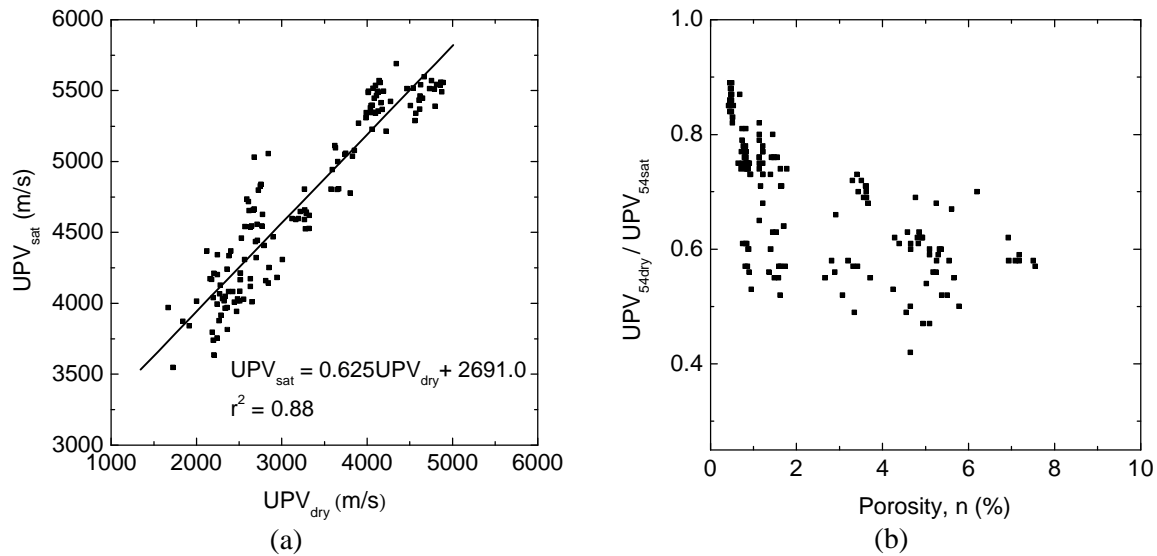 6000
5500
5000
4500
4000
3500
3000
1000 2000 3000 4000 5000 6000
UPV_sat (m/s)
UPV_sat = 0.625UPV_dry + 2691.0
r^2 = 0.88
UPV_dry (m/s)
(a)
1.0
0.8
0.6
0.4
0 2 4 6 8 10
UPV_54dry / UPV_54sat
Porosity, n (%)
(b)